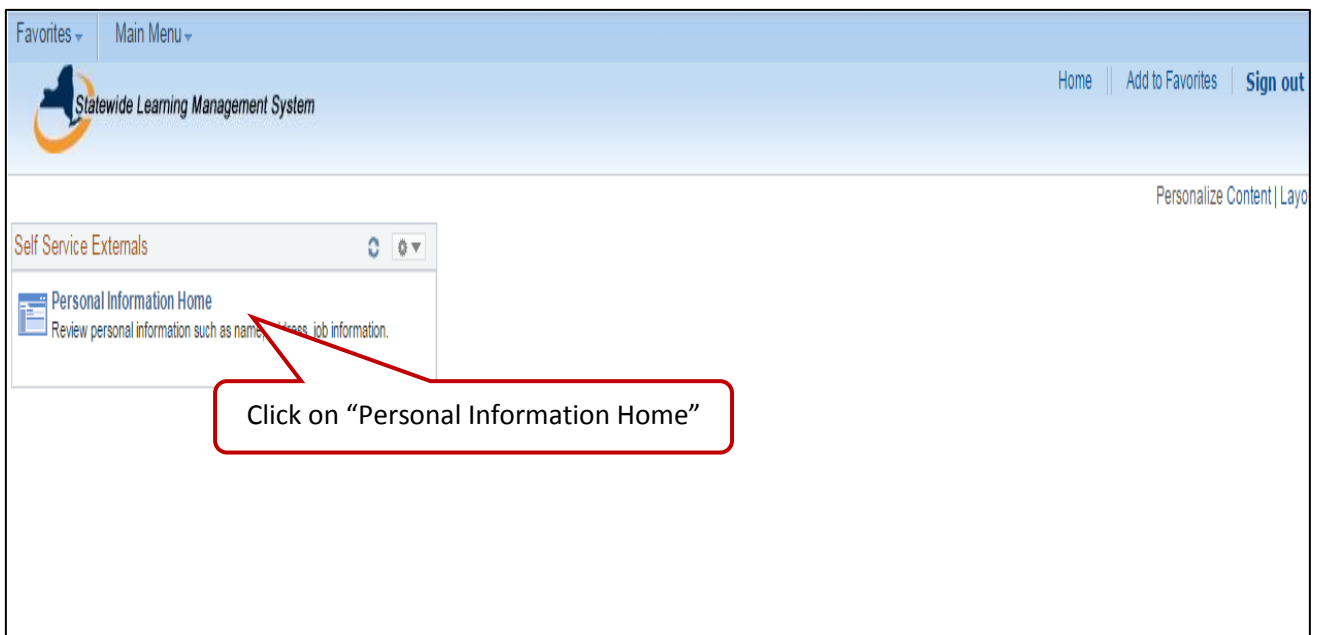 Favorites Main Menu
Statewide Learning Management System
Home Add to Favorites Sign out
Personalize Content | Layo
Self Service Externals
Personal Information Home
Review personal information such as name, address, job information.
Click on “Personal Information Home”